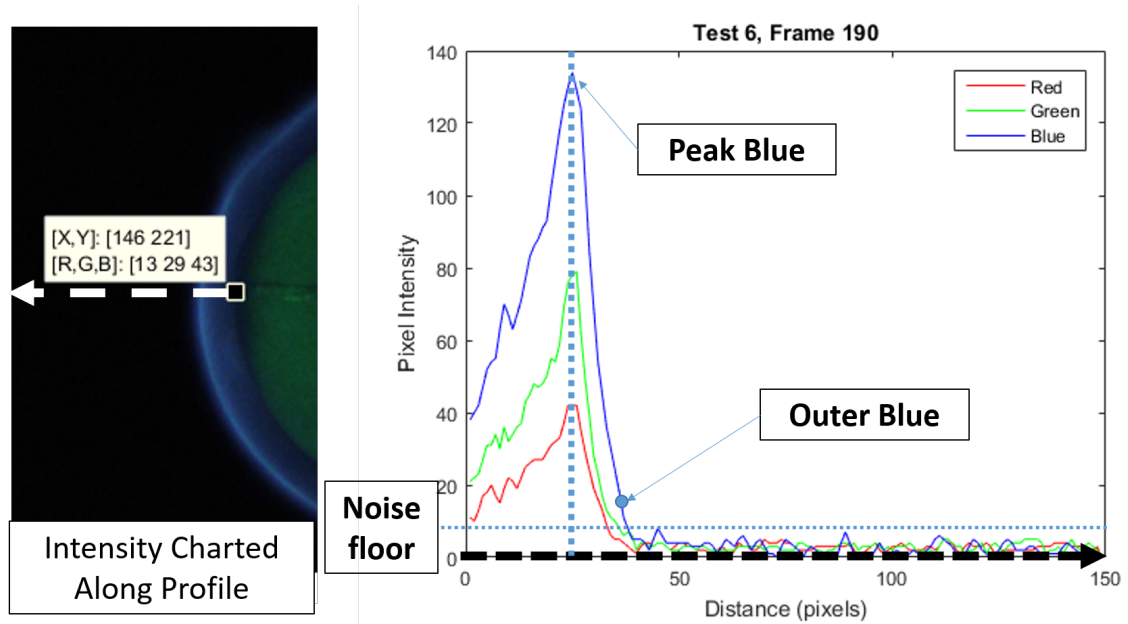 [X,Y]: [146 221]
[R,G,B]: [13 29 43]
Intensity Charted
Along Profile
Test 6, Frame 190
Pixel Intensity
140
120
100
80
60
40
20
0
Red
Green
Blue
Peak Blue
Outer Blue
Noise
floor
0
50
100
150
Distance (pixels)